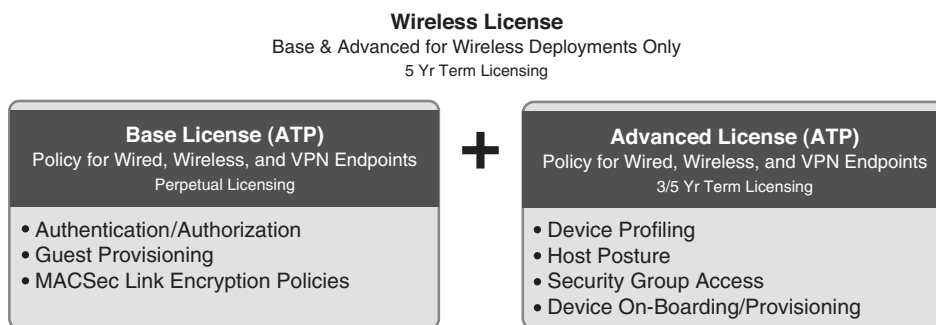 Wireless License
Base & Advanced for Wireless Deployments Only
5 Yr Term Licensing
Base License (ATP)
Policy for Wired, Wireless, and VPN Endpoints
Perpetual Licensing
• Authentication/Authorization
• Guest Provisioning
• MACSec Link Encryption Policies
+
Advanced License (ATP)
Policy for Wired, Wireless, and VPN Endpoints
3/5 Yr Term Licensing
• Device Profiling
• Host Posture
• Security Group Access
• Device On-Boarding/Provisioning